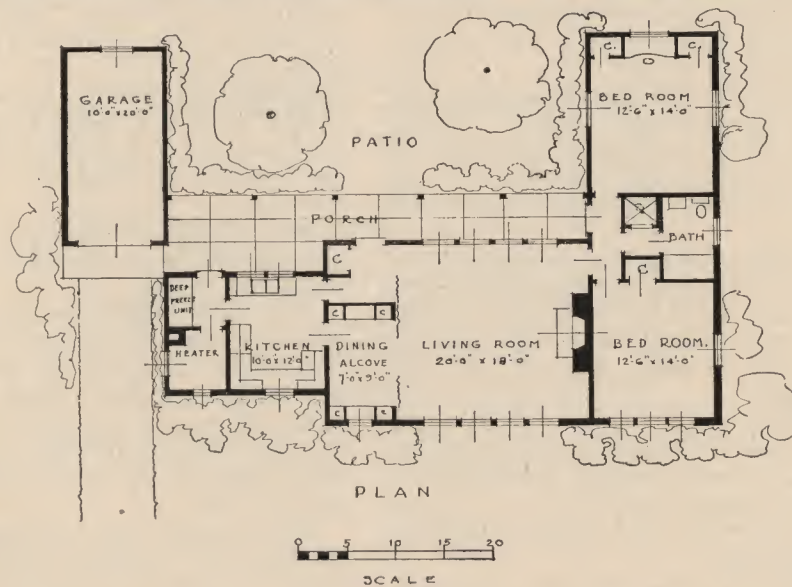 GARAGE
10'-0" x 20'-0"
PATIO
C.
C.
BED ROOM
12'-6" x 14'-0"
PORCH
BATH
C
C
DEEP
FREEZE
UNIT
HEATER
KITCHEN
10'-0" x 12'-0"
C
C
DINING
ALCOVE
7'-0" x 9'-0"
C
C
LIVING ROOM
20'-0" x 18'-0"
BED ROOM.
12'-6" x 14'-0"
PLAN
0 5 10 15 20
SCALE